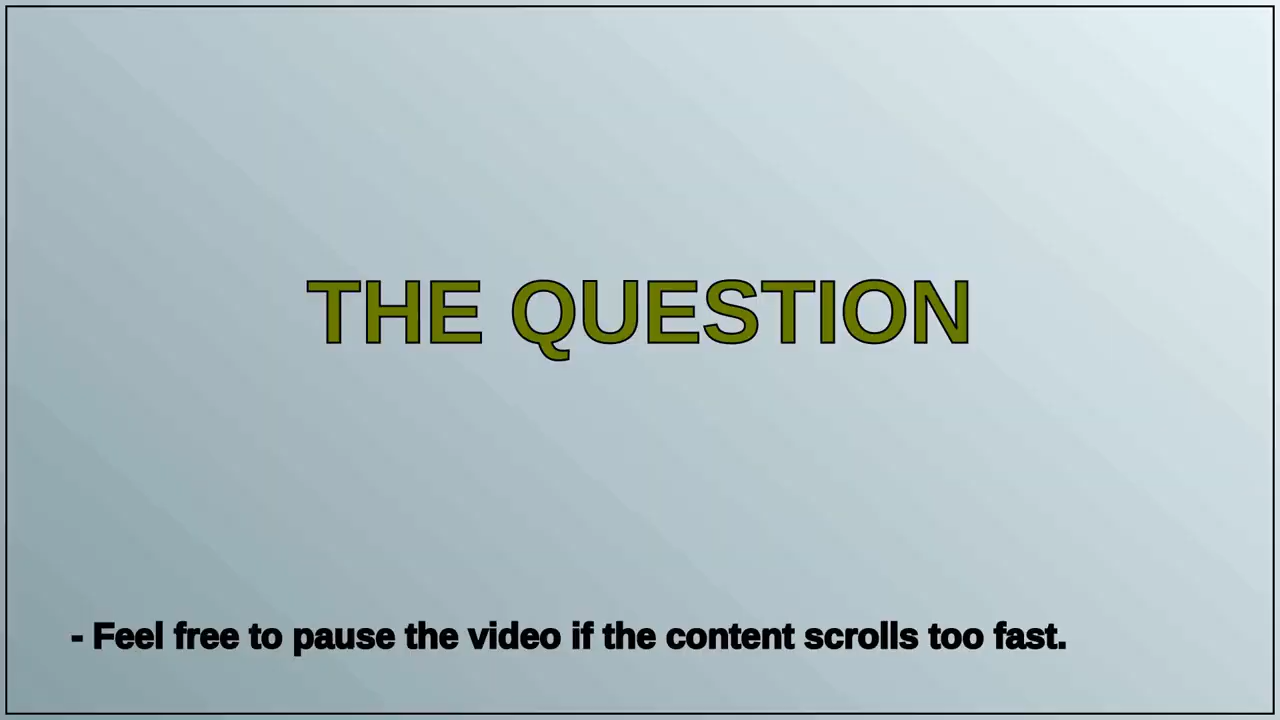 THE QUESTION
- Feel free to pause the video if the content scrolls too fast.